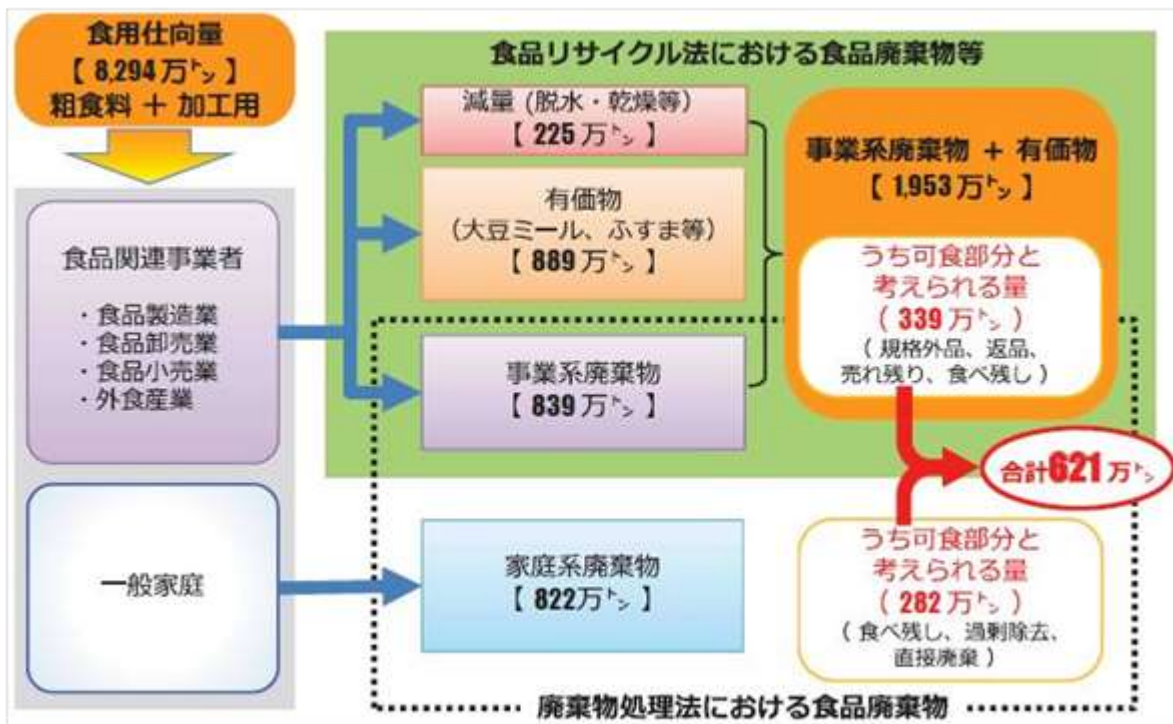 食用仕向量
【 8,294 万㌧ 】
粗食料 ＋ 加工用
食品関連事業者
・食品製造業
・食品卸売業
・食品小売業
・外食産業
一般家庭
食品リサイクル法における食品廃棄物等
減量 (脱水・乾燥等）
【 225 万㌧ 】
有価物
（大豆ミール、ふすま等）
【 889 万㌧ 】
事業系廃棄物
【 839 万㌧ 】
家庭系廃棄物
【 822万㌧ 】
事業系廃棄物 ＋ 有価物
【 1,953 万㌧ 】
うち可食部分と
考えられる量
（ 339 万㌧ ）
（ 規格外品、返品、
売れ残り、食べ残し ）
合計621万㌧
うち可食部分と
考えられる量
（ 282 万㌧ ）
（ 食べ残し、過剰除去、
直接廃棄 ）
廃棄物処理法における食品廃棄物